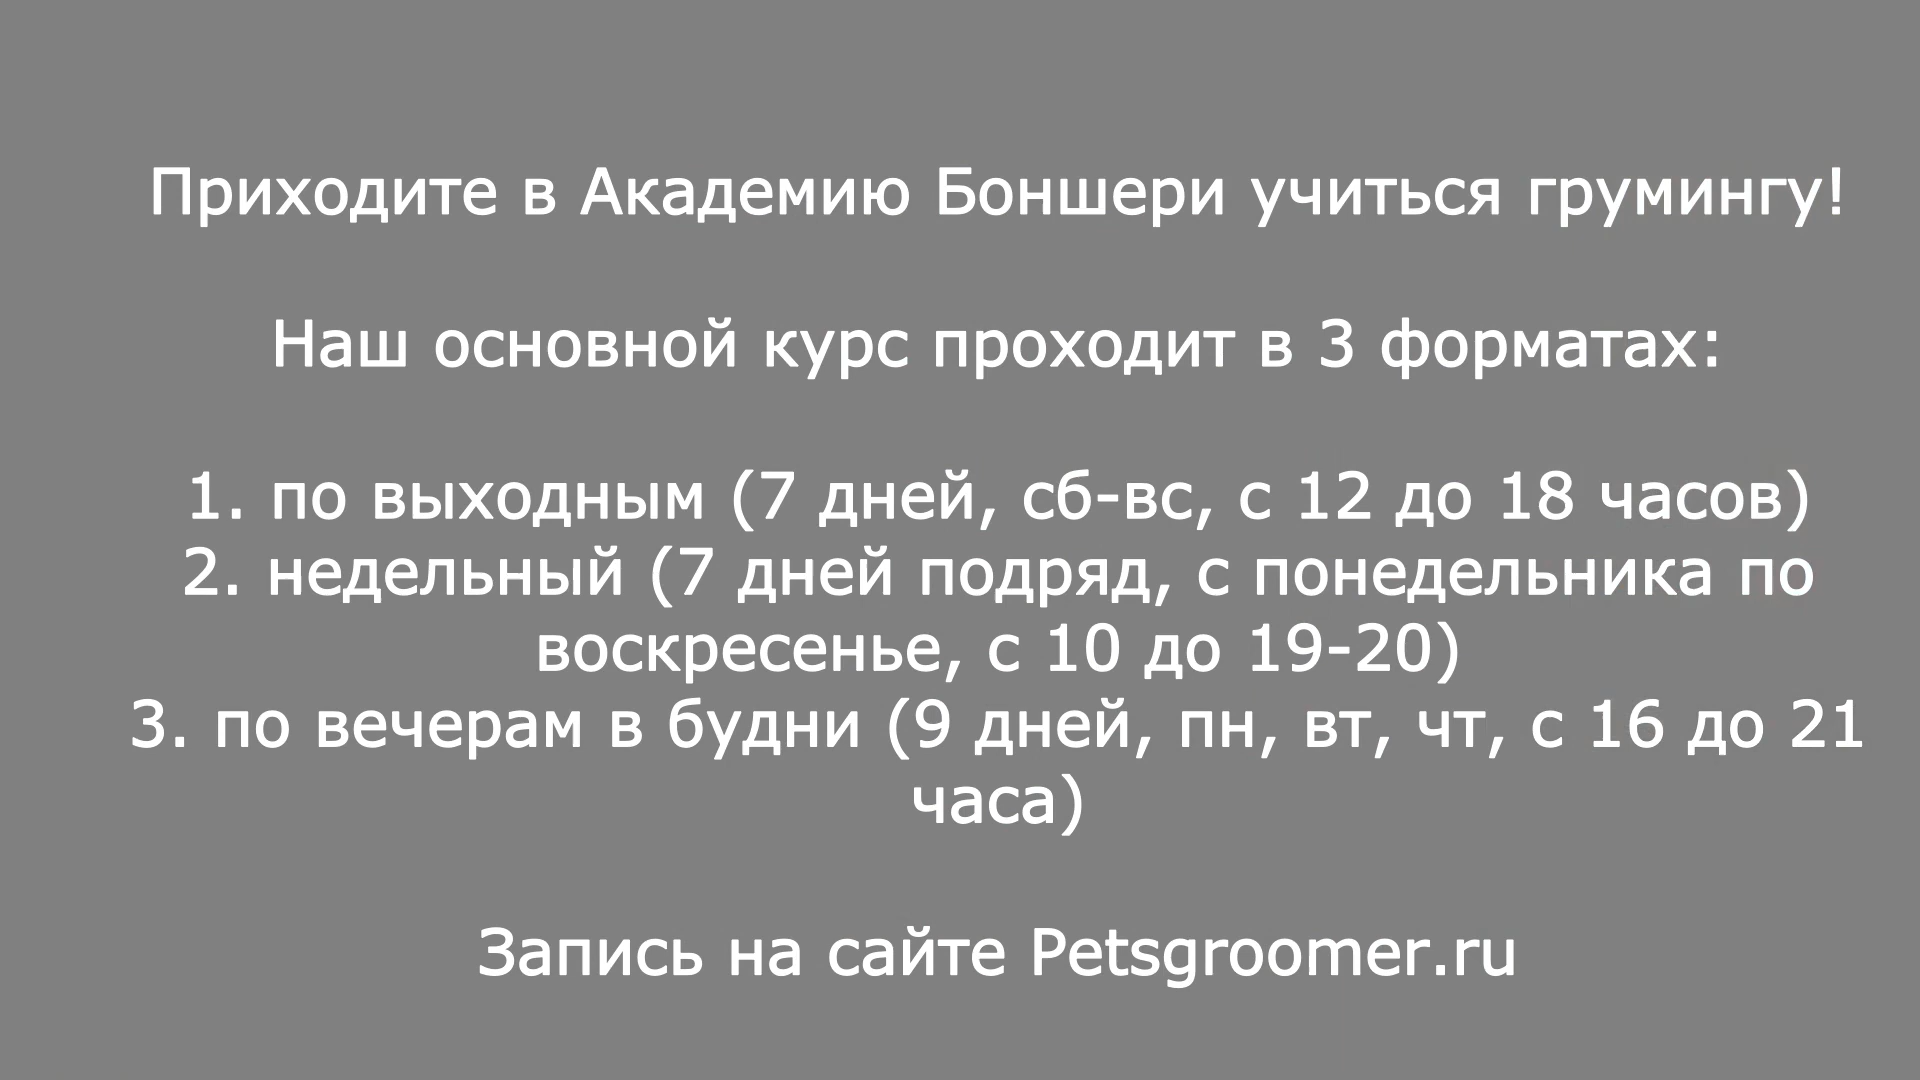 Приходите в Академию Боншери учиться грумингу!
Наш основной курс проходит в 3 форматах:
1. по выходным (7 дней, сб-вс, с 12 до 18 часов)
2. недельный (7 дней подряд, с понедельника по
воскресенье, с 10 до 19-20)
3. по вечерам в будни (9 дней, пн, вт, чт, с 16 до 21
часа)
Запись на сайте Petsgroomer.ru